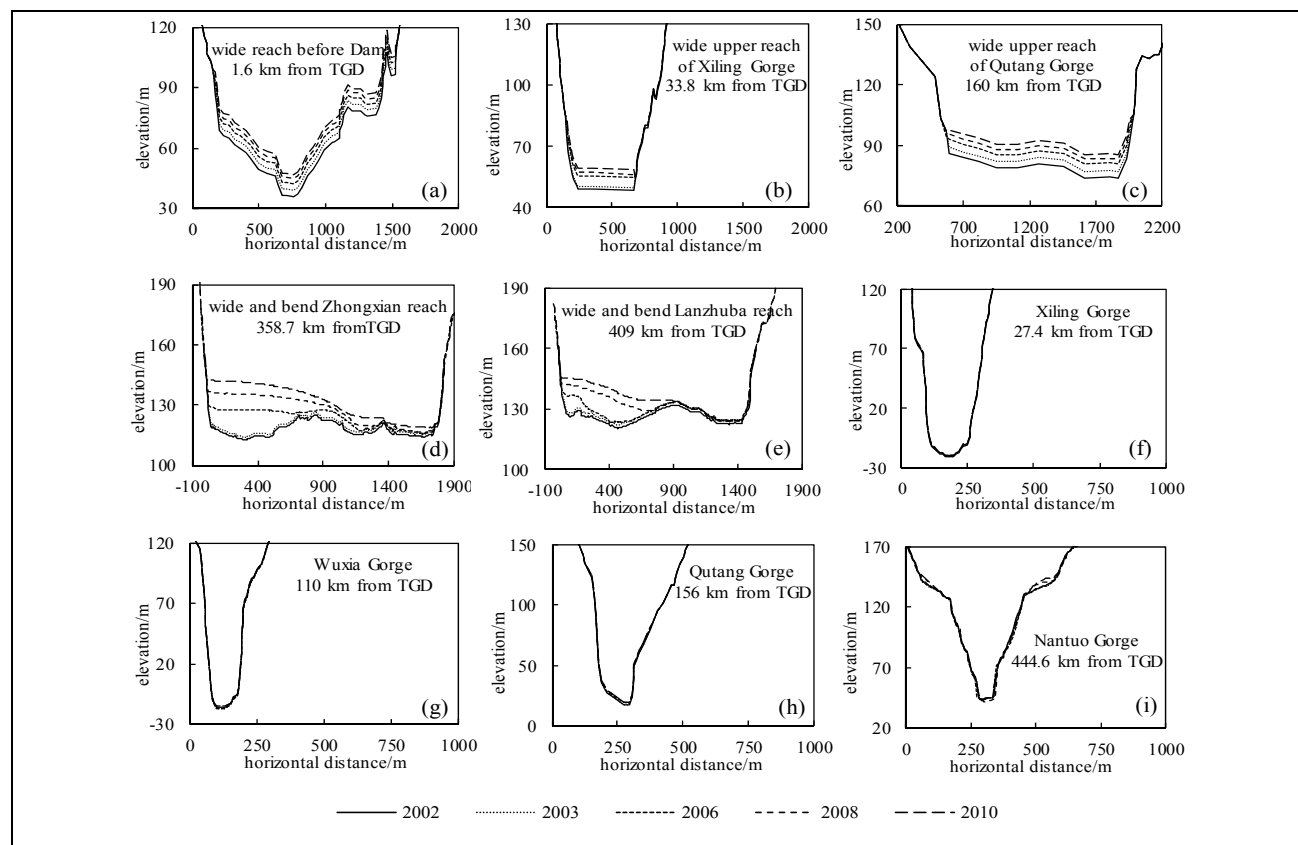 120
90
60
30
elevation/m
wide reach before Dam
1.6 km from TGD
(a)
0 500 1000 1500 2000
horizontal distance/m
130
100
70
40
elevation/m
wide upper reach
of Xiling Gorge
33.8 km from TGD
(b)
0 500 1000 1500 2000
horizontal distance/m
150
120
90
60
elevation/m
wide upper reach
of Qutang Gorge
160 km from TGD
(c)
200 700 1200 1700 2200
horizontal distance/m
190
160
130
100
elevation/m
wide and bend Zhongxian reach
358.7 km fromTGD
(d)
-100 400 900 1400 1900
horizontal distance/m
190
160
130
100
elevation/m
wide and bend Lanzhuba reach
409 km from TGD
(e)
-100 400 900 1400 1900
horizontal distance/m
120
70
20
-30
elevation/m
Xiling Gorge
27.4 km from TGD
(f)
0 250 500 750 1000
horizontal distance/m
120
70
20
-30
elevation/m
Wuxia Gorge
110 km from TGD
(g)
0 250 500 750 1000
horizontal distance/m
150
100
50
0
elevation/m
Qutang Gorge
156 km from TGD
(h)
0 250 500 750 1000
horizontal distance/m
170
120
70
20
elevation/m
Nantuo Gorge
444.6 km from TGD
(i)
0 250 500 750 1000
horizontal distance/m
2002 2003 2006 2008 2010